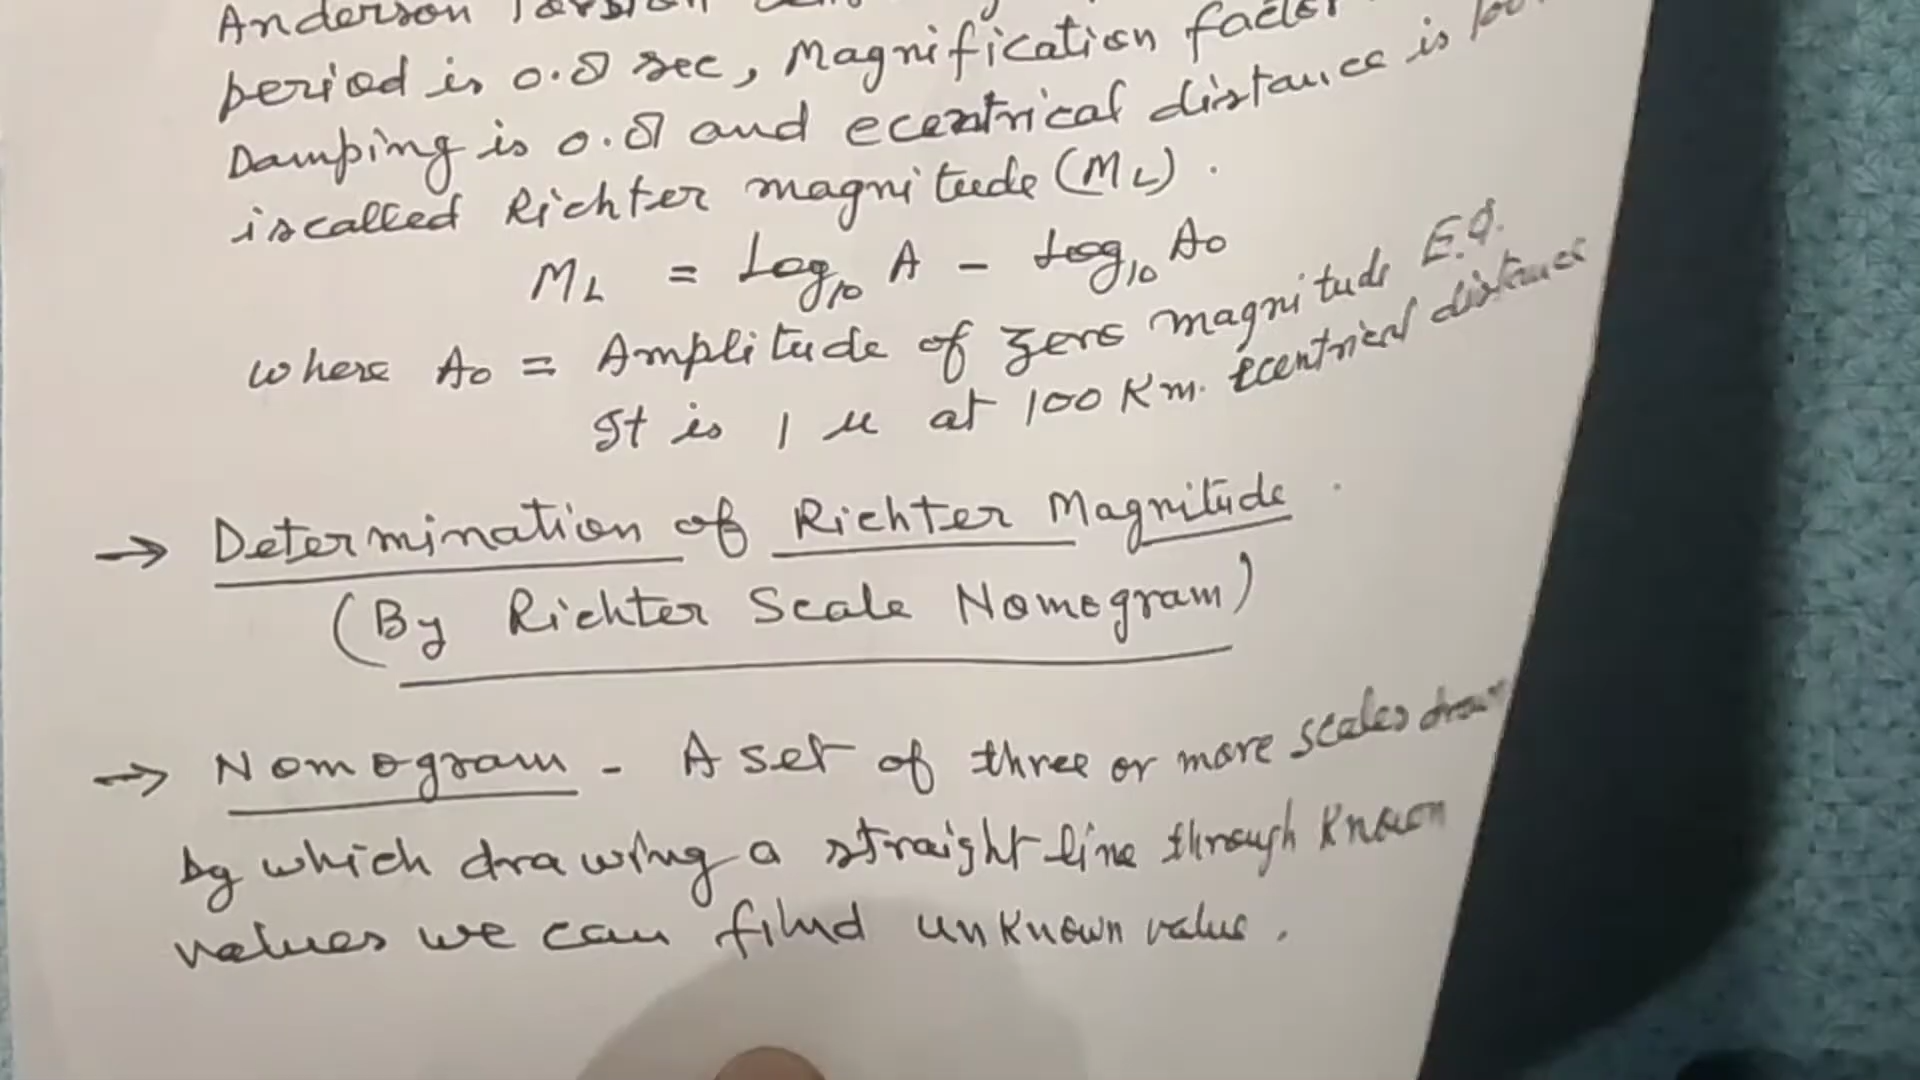 Anderson
period is 0.8 sec, Magnification factor
Damping is 0.8 and ecentrical distance is
is called Richter magnitude (ML).
ML = Log10 A - Log10 A0
where A0 = Amplitude of zero magnitude E.Q.
It is 1 μ at 100 Km. ecentrical distance
→ Determination of Richter Magnitude.
(By Richter Scale Nomogram)
→ Nomogram - A set of three or more scales drawn
by which drawing a straight line through Known
values we can find unknown value.